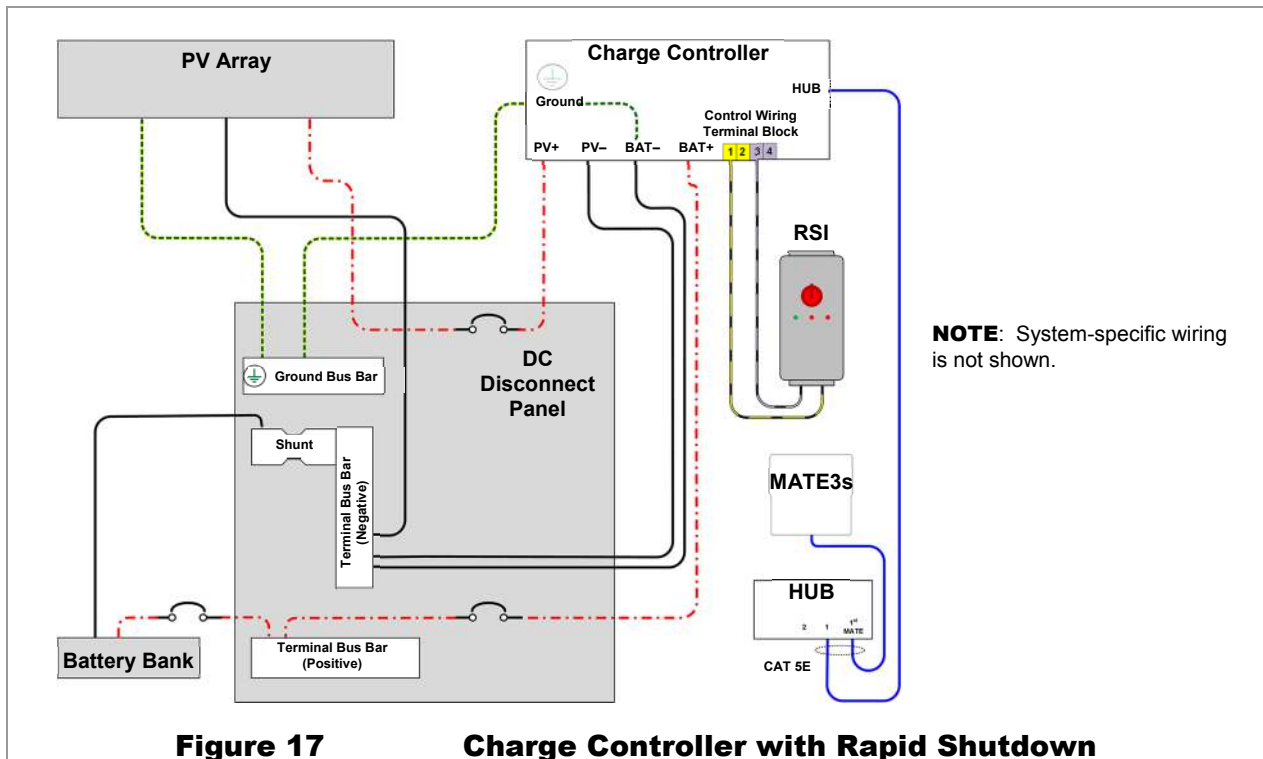 PV Array
Charge Controller
HUB
Ground
Control Wiring
Terminal Block
PV+ PV– BAT– BAT+ 1 2 3 4
RSI
NOTE: System-specific wiring
is not shown.
DC
Disconnect
Panel
Ground Bus Bar
Shunt
Terminal Bus Bar
(Negative)
MATE3s
HUB
2 1 1st
MATE
CAT 5E
Battery Bank
Terminal Bus Bar
(Positive)
Figure 17 Charge Controller with Rapid Shutdown